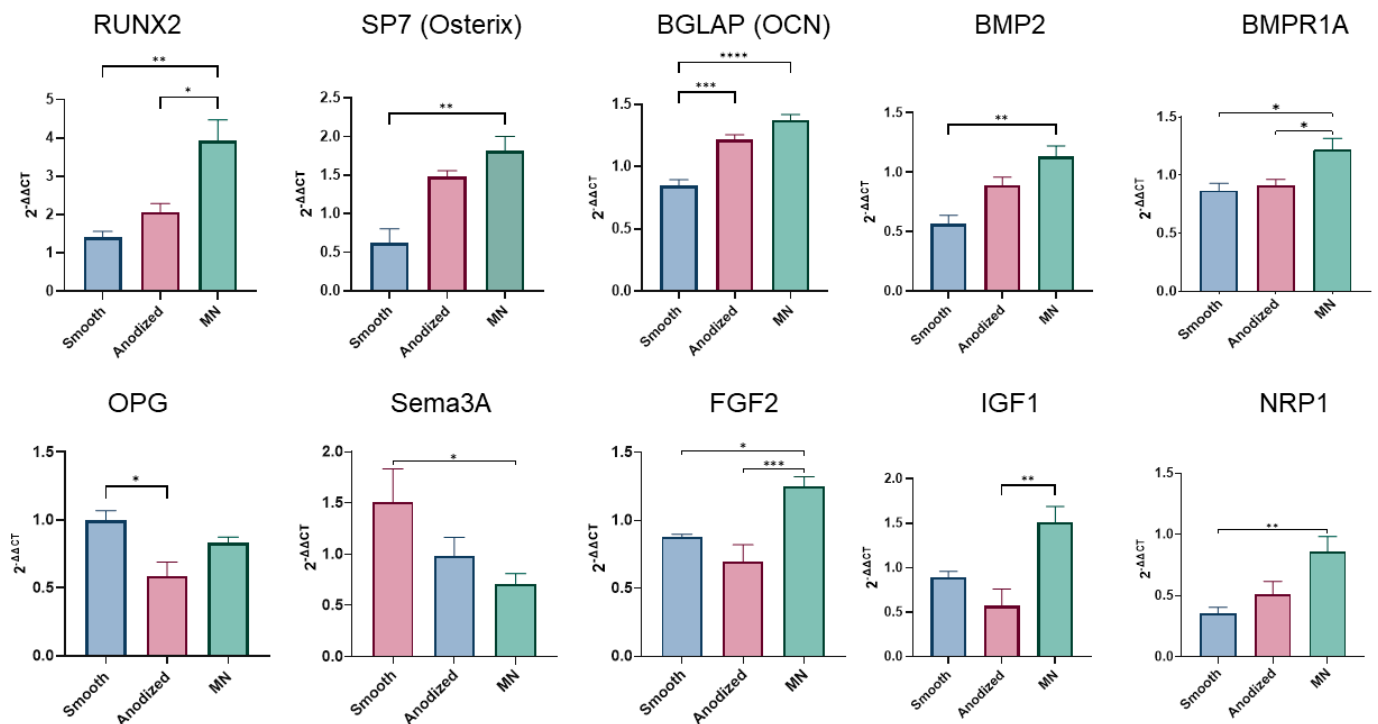 RUNX2
**
*
2^-ΔΔCT
5
4
3
2
1
0
Smooth
Anodized
MN
SP7 (Osterix)
**
2^-ΔΔCT
2.5
2.0
1.5
1.0
0.5
0.0
Smooth
Anodized
MN
BGLAP (OCN)
****
***
2^-ΔΔCT
1.5
1.0
0.5
0.0
Smooth
Anodized
MN
BMP2
**
2^-ΔΔCT
1.5
1.0
0.5
0.0
Smooth
Anodized
MN
BMPR1A
*
*
2^-ΔΔCT
1.5
1.0
0.5
0.0
Smooth
Anodized
MN
OPG
*
2^-ΔΔCT
1.5
1.0
0.5
0.0
Smooth
Anodized
MN
Sema3A
*
2^-ΔΔCT
2.0
1.5
1.0
0.5
0.0
Smooth
Anodized
MN
FGF2
*
***
2^-ΔΔCT
1.5
1.0
0.5
0.0
Smooth
Anodized
MN
IGF1
**
2^-ΔΔCT
2.0
1.5
1.0
0.5
0.0
Smooth
Anodized
MN
NRP1
**
2^-ΔΔCT
1.5
1.0
0.5
0.0
Smooth
Anodized
MN